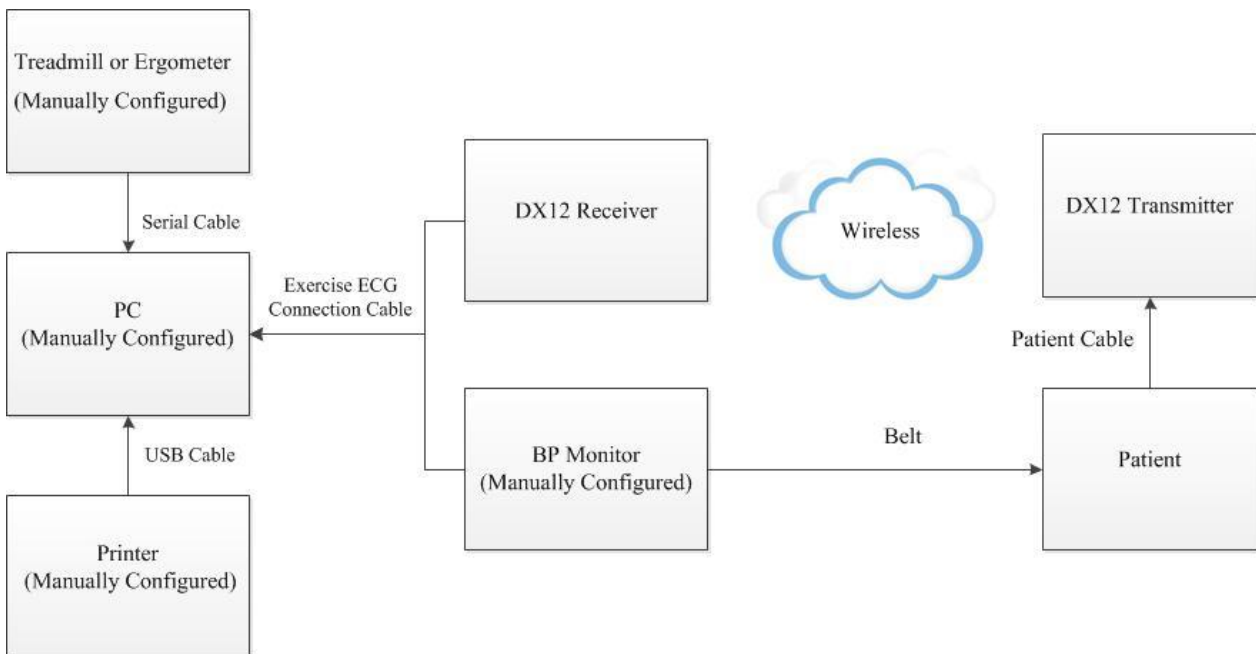 Treadmill or Ergometer
(Manually Configured)
Serial Cable
PC
(Manually Configured)
USB Cable
Printer
(Manually Configured)
Exercise ECG
Connection Cable
DX12 Receiver
BP Monitor
(Manually Configured)
Wireless
Belt
DX12 Transmitter
Patient Cable
Patient